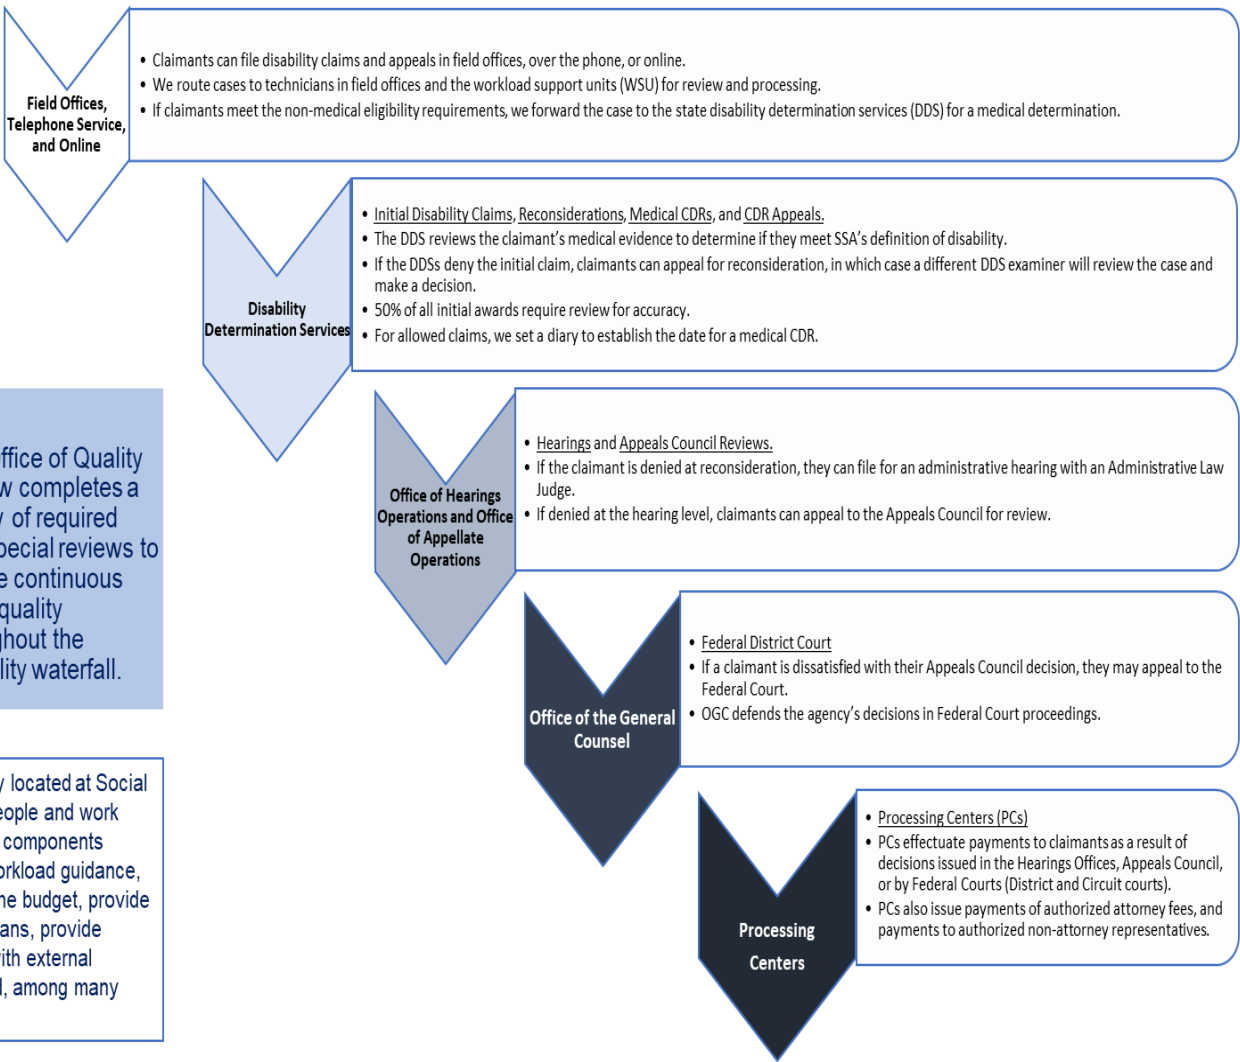 Field Offices,
Telephone Service,
and Online
• Claimants can file disability claims and appeals in field offices, over the phone, or online.
• We route cases to technicians in field offices and the workload support units (WSU) for review and processing.
• If claimants meet the non-medical eligibility requirements, we forward the case to the state disability determination services (DDS) for a medical determination.
Disability
Determination Services
• Initial Disability Claims, Reconsiderations, Medical CDRs, and CDR Appeals.
• The DDS reviews the claimant’s medical evidence to determine if they meet SSA’s definition of disability.
• If the DDSs deny the initial claim, claimants can appeal for reconsideration, in which case a different DDS examiner will review the case and
make a decision.
• 50% of all initial awards require review for accuracy.
• For allowed claims, we set a diary to establish the date for a medical CDR.
Office of Hearings
Operations and Office
of Appellate
Operations
• Hearings and Appeals Council Reviews.
• If the claimant is denied at reconsideration, they can file for an administrative hearing with an Administrative Law
Judge.
• If denied at the hearing level, claimants can appeal to the Appeals Council for review.
ffice of Quality
w completes a
y of required
pecial reviews to
e continuous
quality
ghout the
lity waterfall.
Office of the General
Counsel
• Federal District Court
• If a claimant is dissatisfied with their Appeals Council decision, they may appeal to the
Federal Court.
• OGC defends the agency’s decisions in Federal Court proceedings.
y located at Social
eople and work
components
orkload guidance,
he budget, provide
ans, provide
with external
d, among many
Processing
Centers
• Processing Centers (PCs)
• PCs effectuate payments to claimants as a result of
decisions issued in the Hearings Offices, Appeals Council,
or by Federal Courts (District and Circuit courts).
• PCs also issue payments of authorized attorney fees, and
payments to authorized non-attorney representatives.